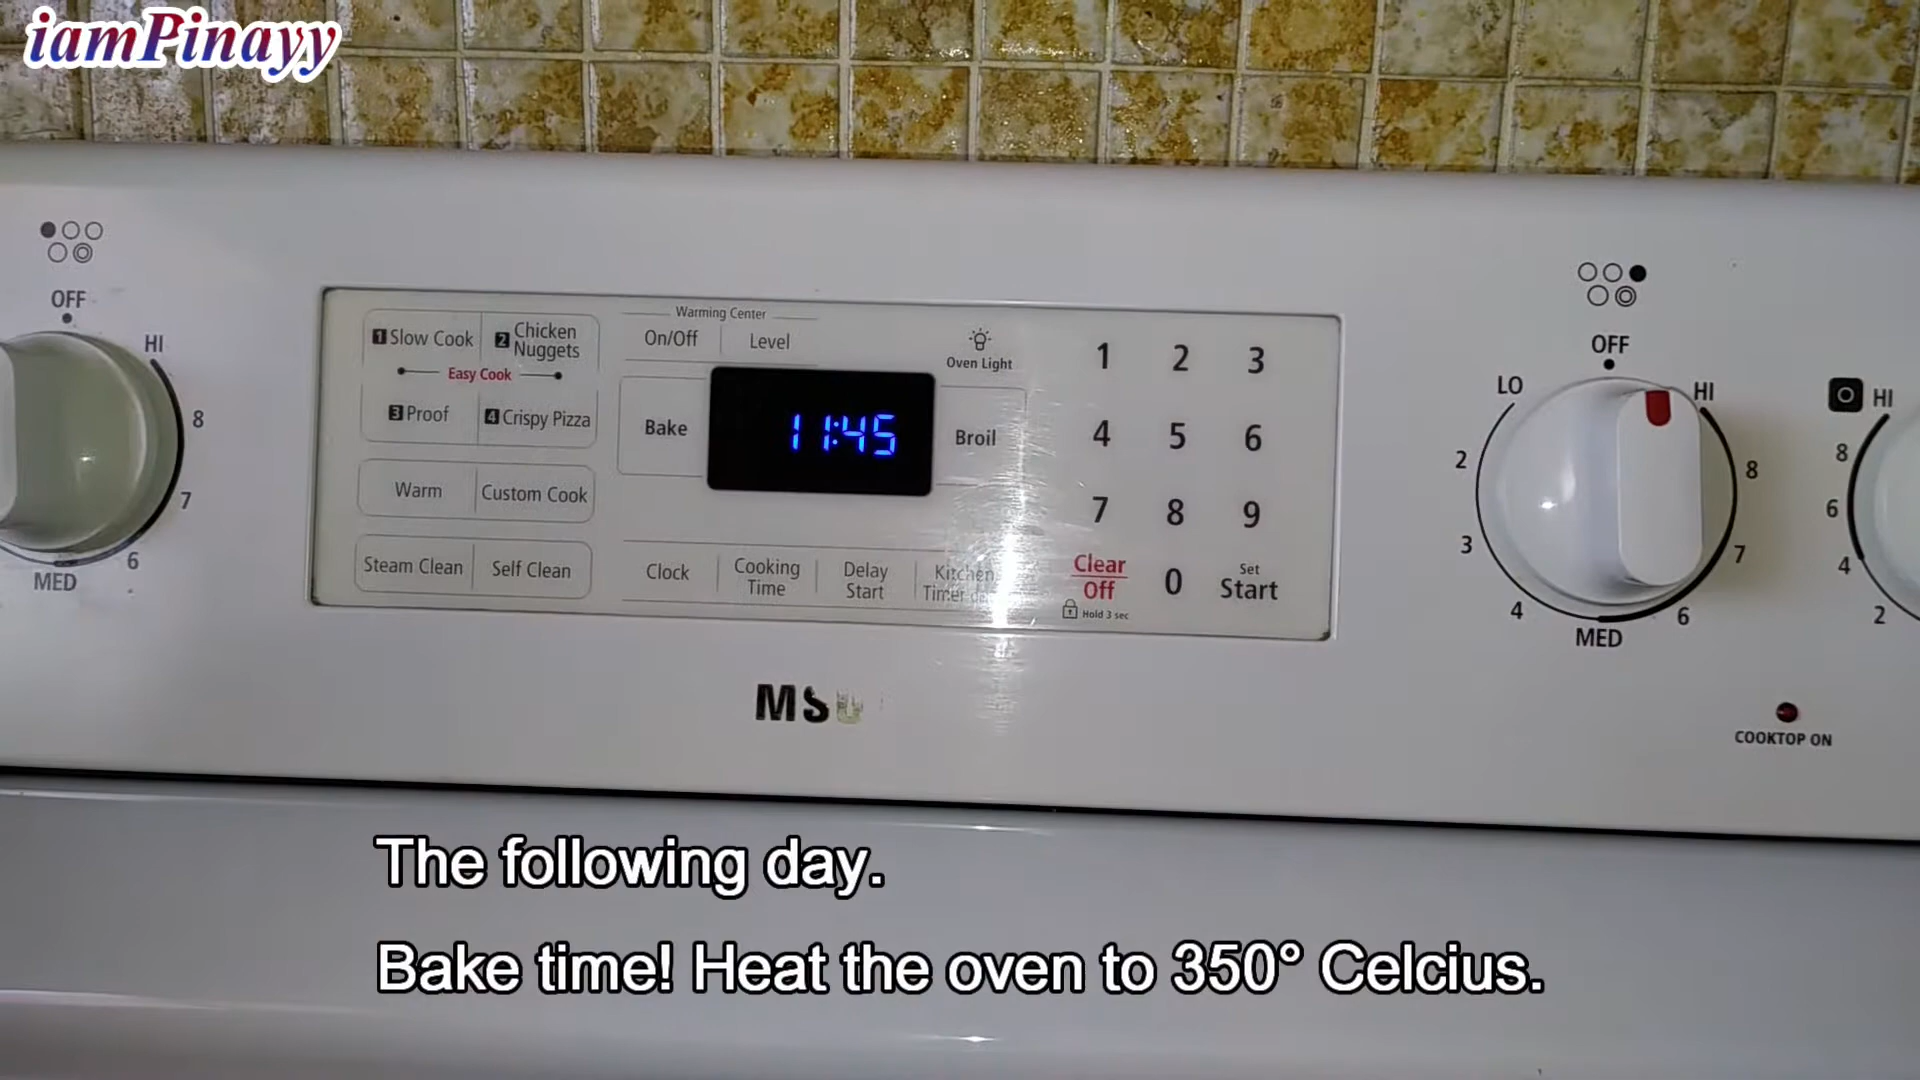 iamPinayy
OFF
HI
8
7
6
MED
1 Slow Cook
2 Chicken Nuggets
Easy Cook
3 Proof
4 Crispy Pizza
Warm
Custom Cook
Steam Clean
Self Clean
Warming Center
On/Off
Level
Bake
11:45
Broil
Oven Light
Clock
Cooking Time
Delay Start
Kitchen Timer
1 2 3
4 5 6
7 8 9
Clear Off
0
Set Start
Hold 3 sec
MS
OFF
LO
HI
2
8
3
7
4
6
MED
HI
8
6
4
2
COOKTOP ON
The following day.
Bake time! Heat the oven to 350° Celcius.